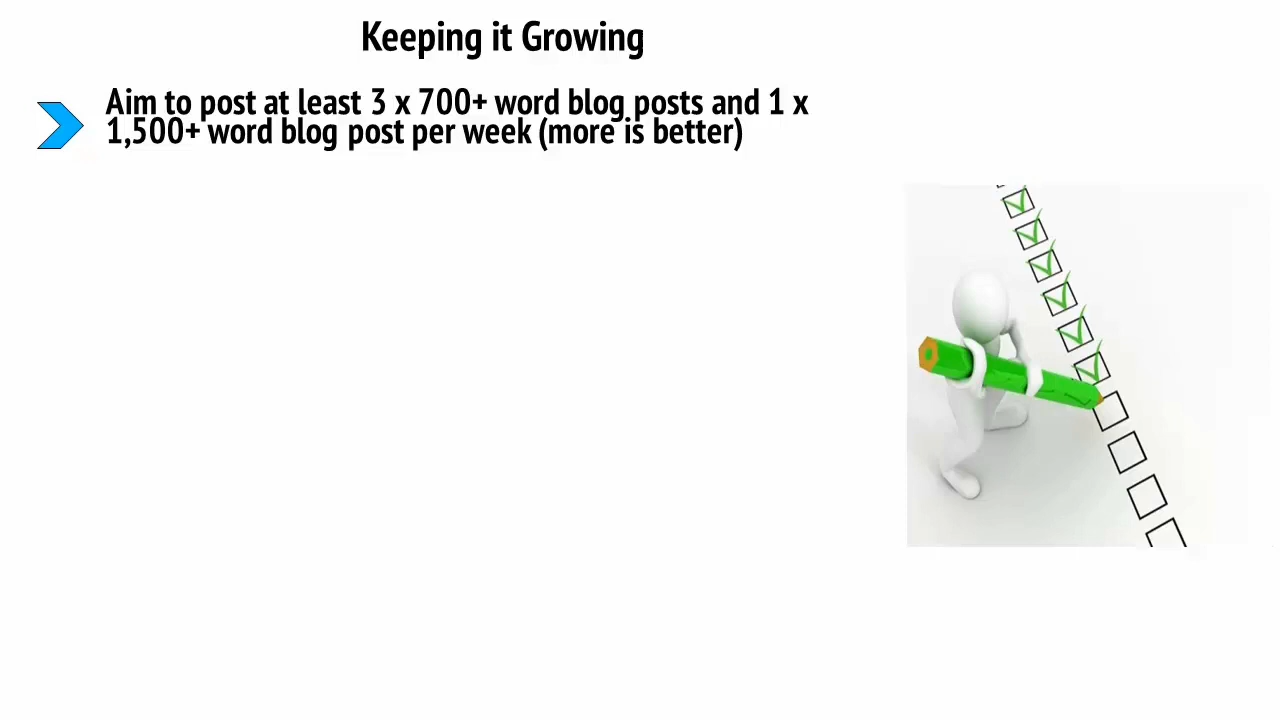 Keeping it Growing
Aim to post at least 3 x 700+ word blog posts and 1 x
1,500+ word blog post per week (more is better)